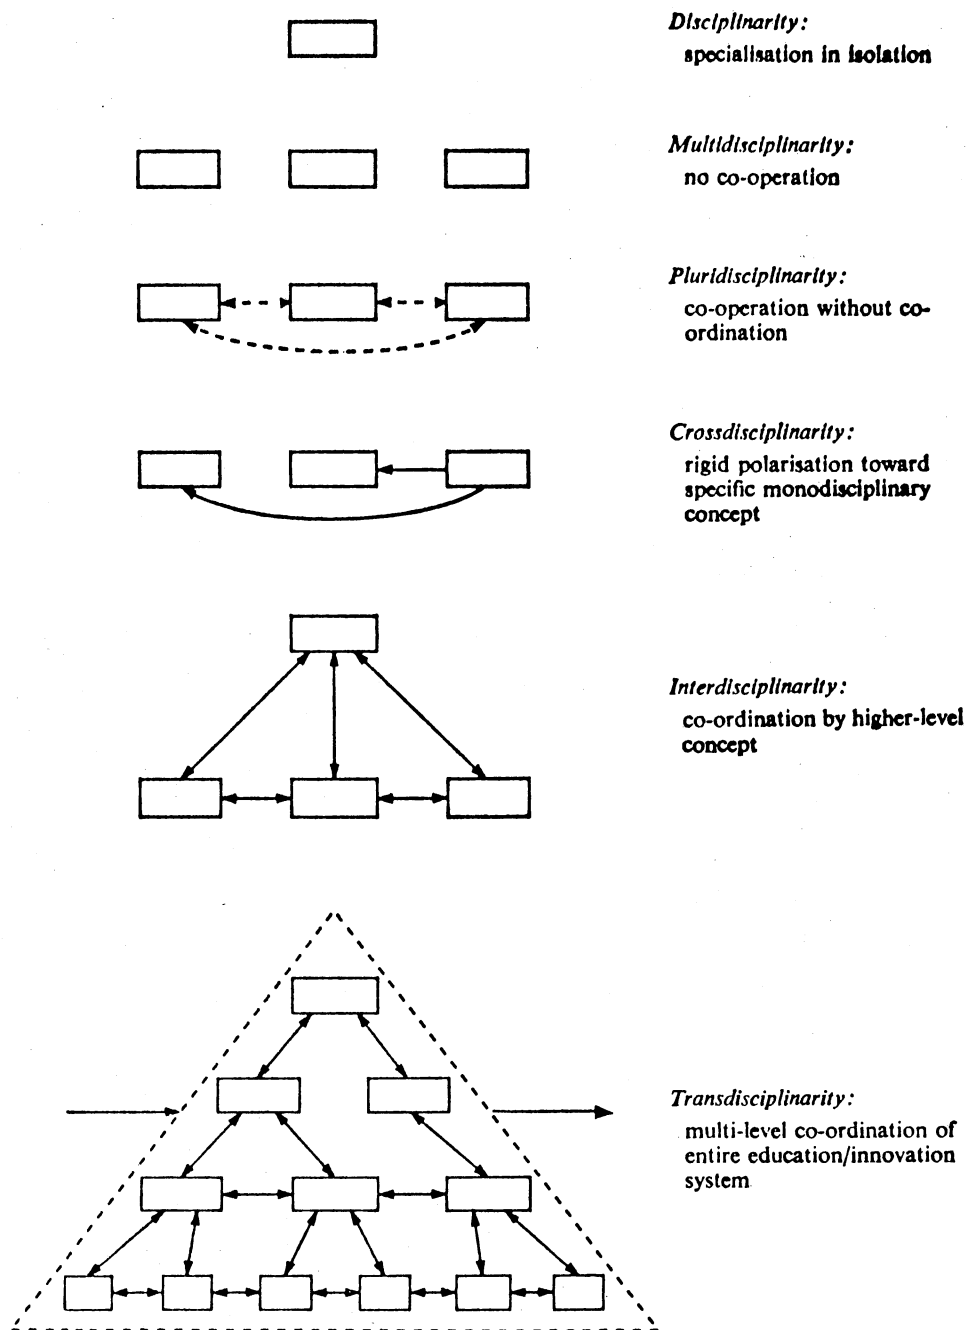 Disciplinarity:
specialisation in isolation
Multidisciplinarity:
no co-operation
Pluridisciplinarity:
co-operation without co-
ordination
Crossdisciplinarity:
rigid polarisation toward
specific monodisciplinary
concept
Interdisciplinarity:
co-ordination by higher-level
concept
Transdisciplinarity:
multi-level co-ordination of
entire education/innovation
system